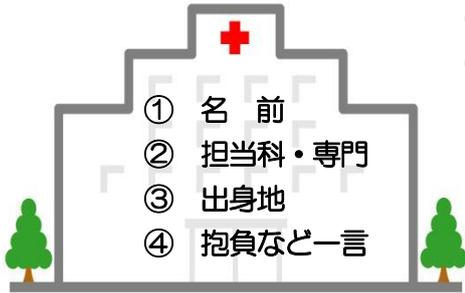 ① 名　前
② 担当科・専門
③ 出身地
④ 抱負など一言